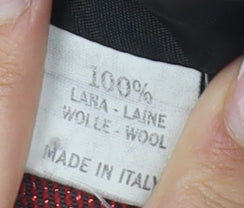 100%
LANA - LAINE
WOLLE - WOOL
MADE IN ITALY